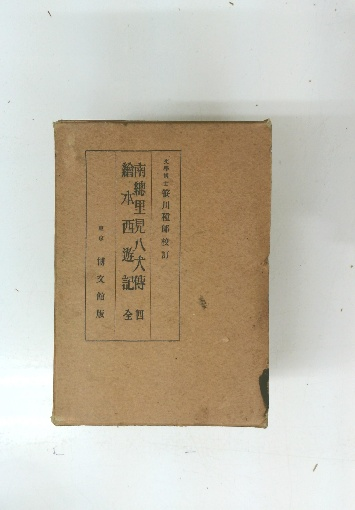 文學博士 笹川種郎校訂
南總里見八犬傳 四
繪本西遊記 全
東京 博文館版